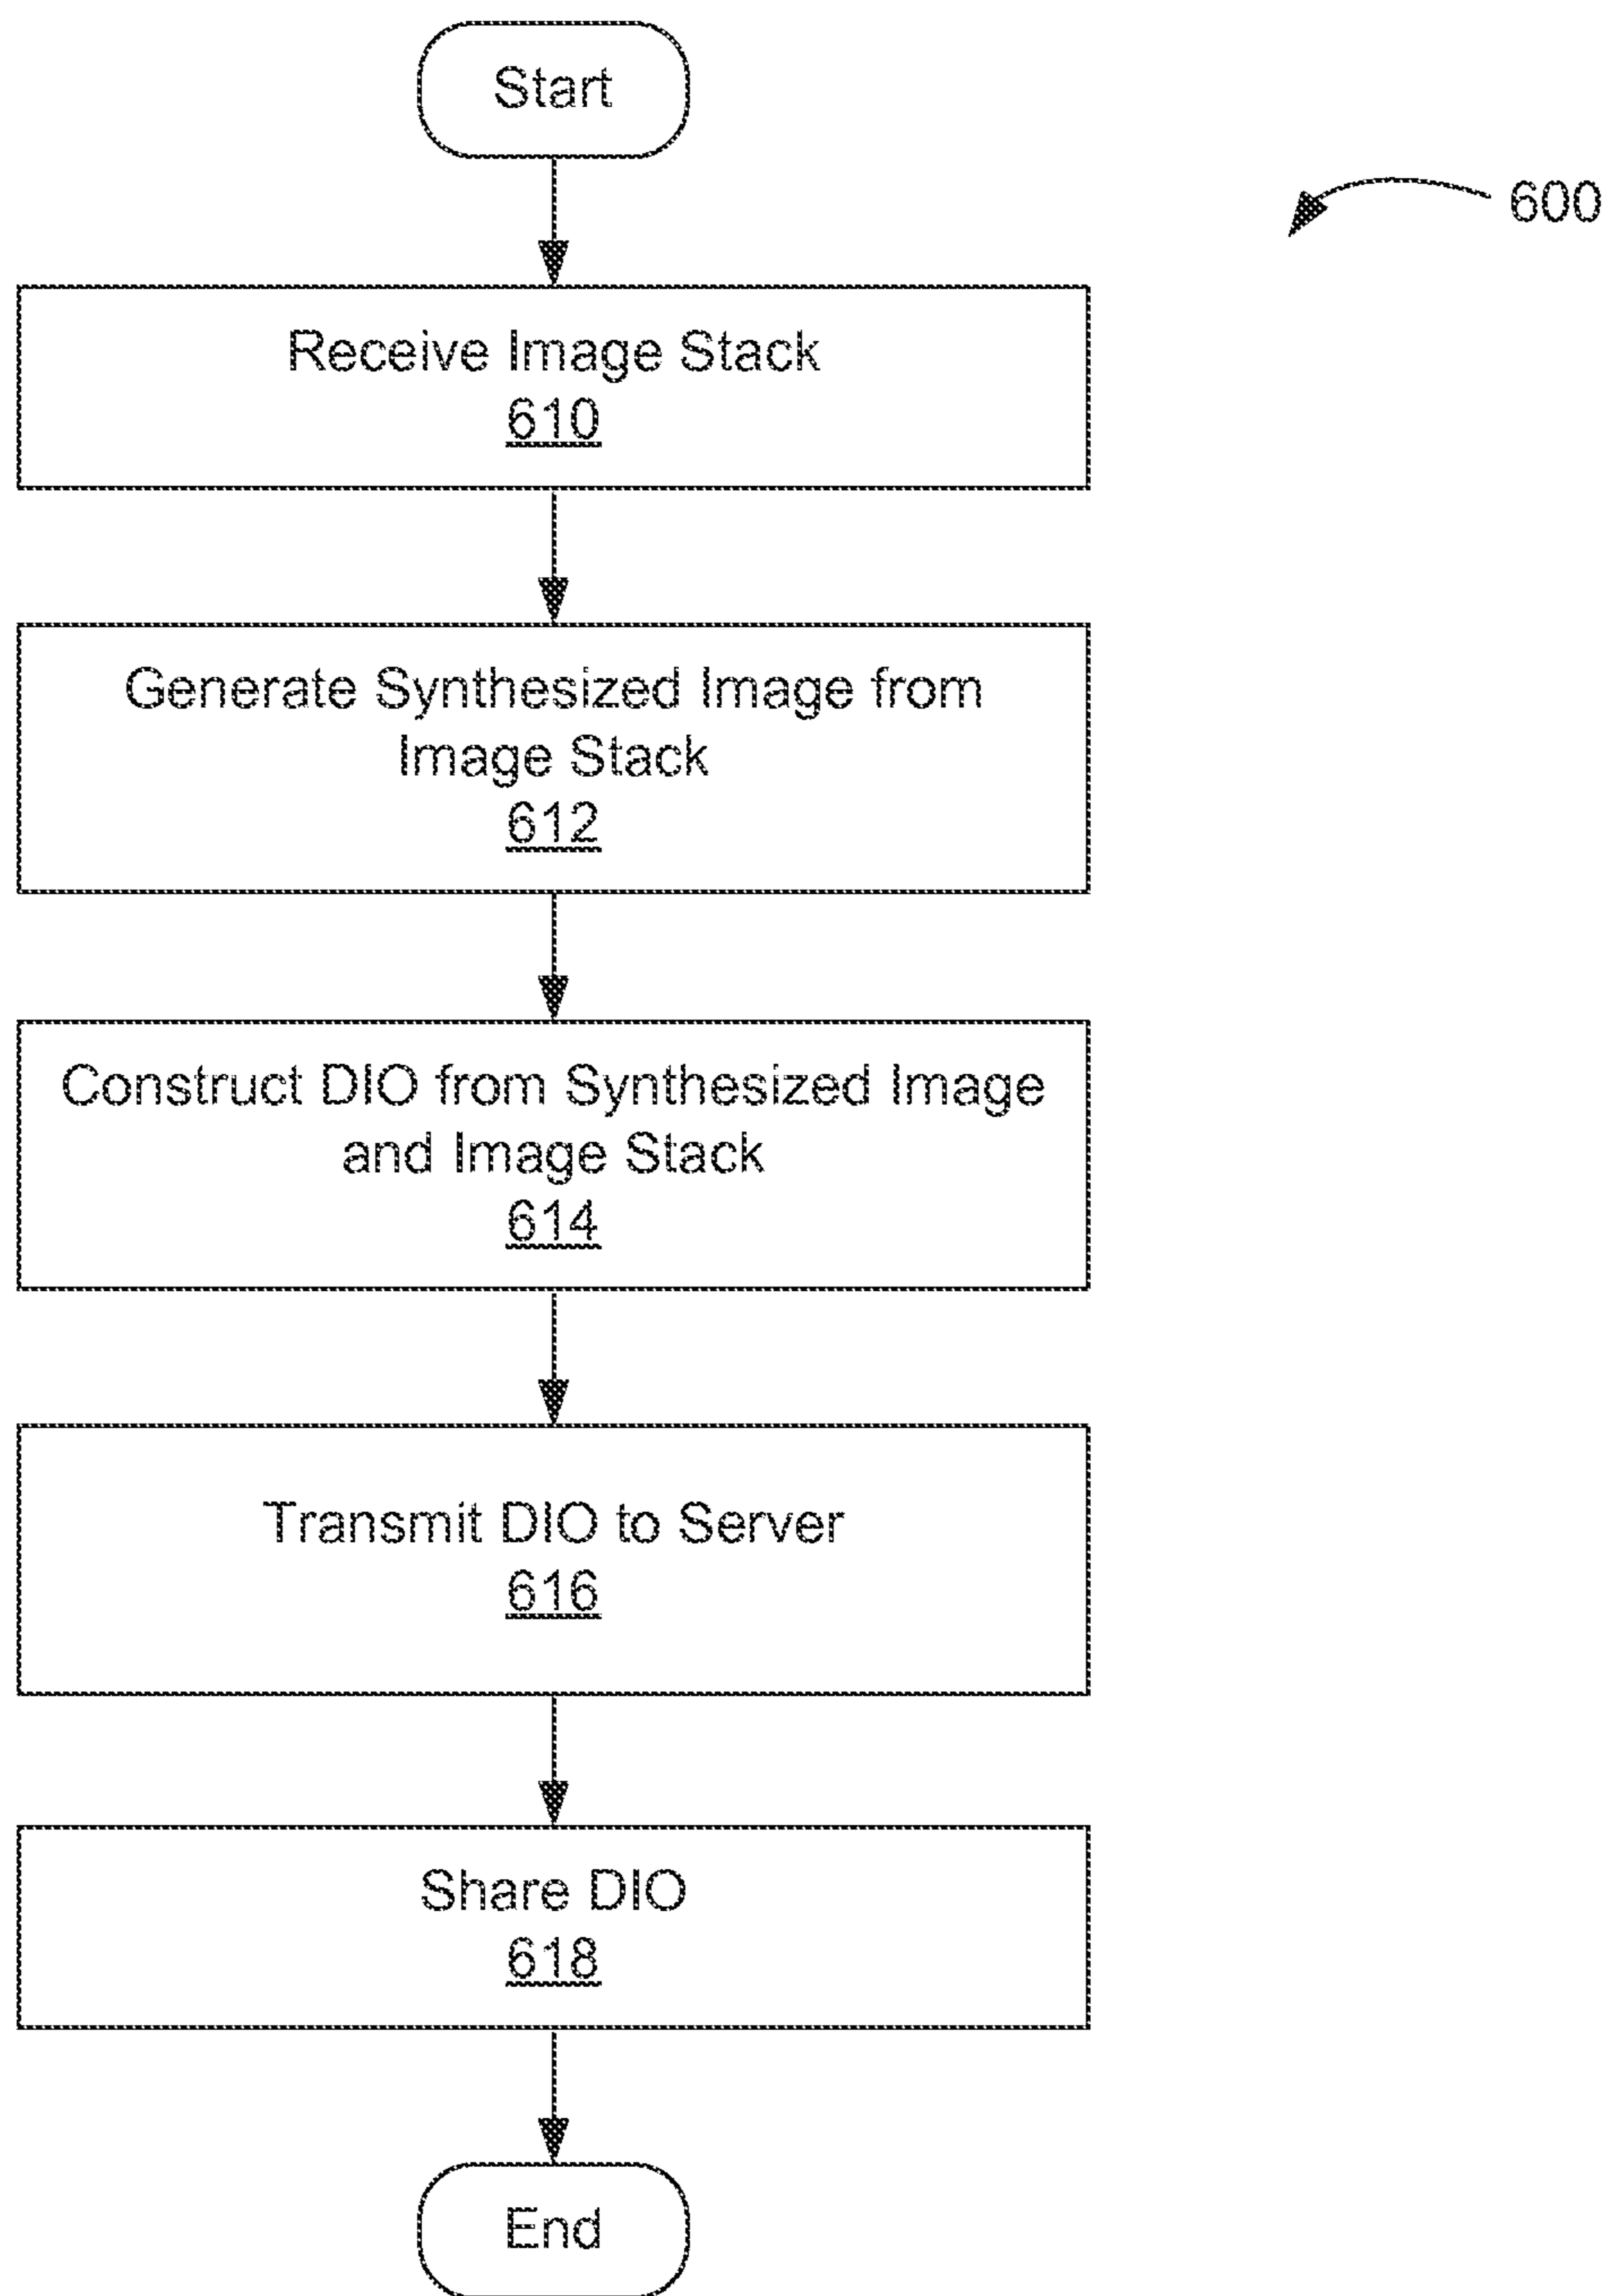 Start
600
Receive Image Stack
610
Generate Synthesized Image from
Image Stack
612
Construct DIO from Synthesized Image
and Image Stack
614
Transmit DIO to Server
616
Share DIO
618
End